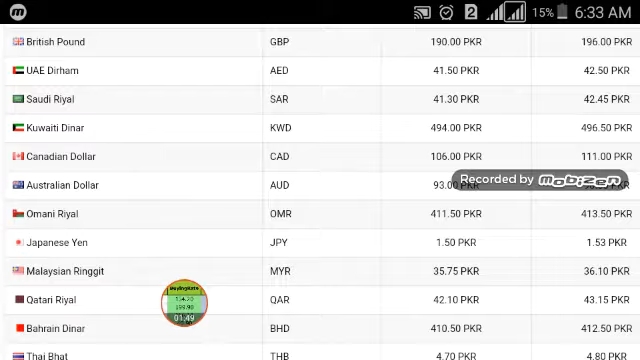 2 15% 6:33 AM
British Pound GBP 190.00 PKR 196.00 PKR
UAE Dirham AED 41.50 PKR 42.50 PKR
Saudi Riyal SAR 41.30 PKR 42.45 PKR
Kuwaiti Dinar KWD 494.00 PKR 496.50 PKR
Canadian Dollar CAD 106.00 PKR 111.00 PKR
Recorded by mobizen
Australian Dollar AUD 93.00 PKR
Omani Riyal OMR 411.50 PKR 413.50 PKR
Japanese Yen JPY 1.50 PKR 1.53 PKR
Malaysian Ringgit MYR 35.75 PKR 36.10 PKR
BuyingRate
Qatari Riyal QAR 42.10 PKR 43.15 PKR
01:49
Bahrain Dinar BHD 410.50 PKR 412.50 PKR
Thai Bhat THB 4.70 PKR 4.80 PKR